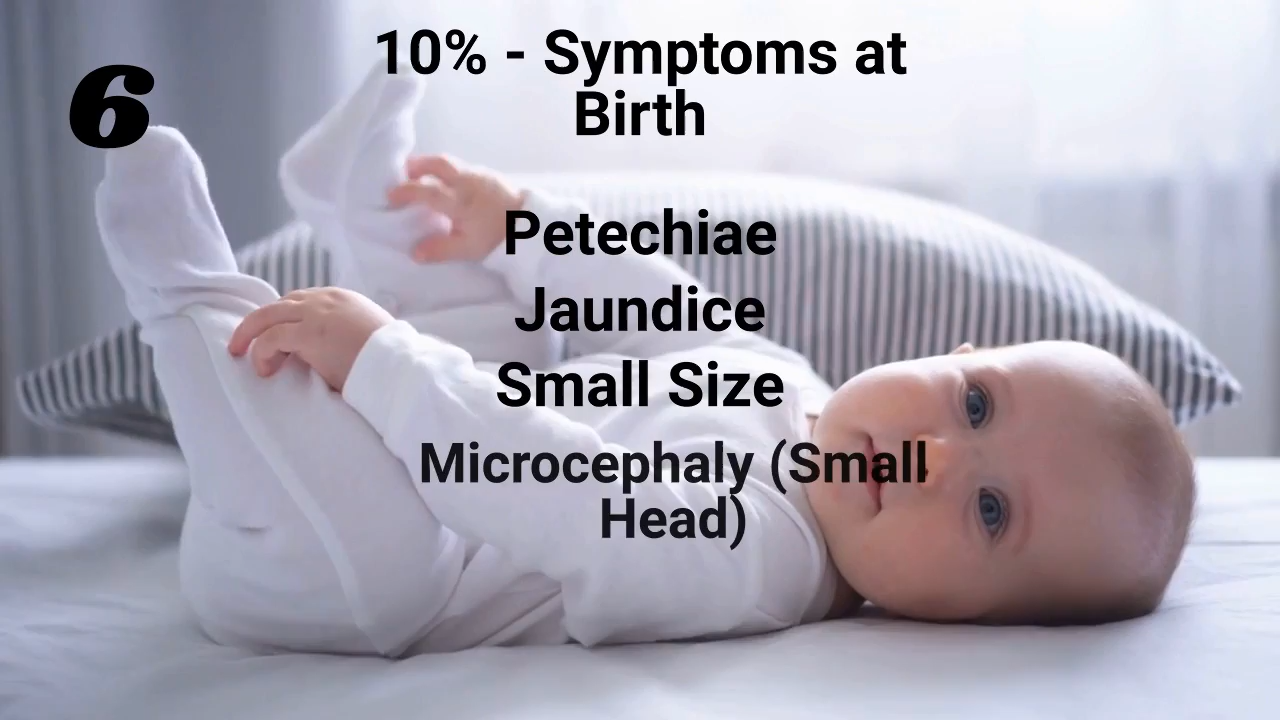 6
10% - Symptoms at
Birth
Petechiae
Jaundice
Small Size
Microcephaly (Small
Head)